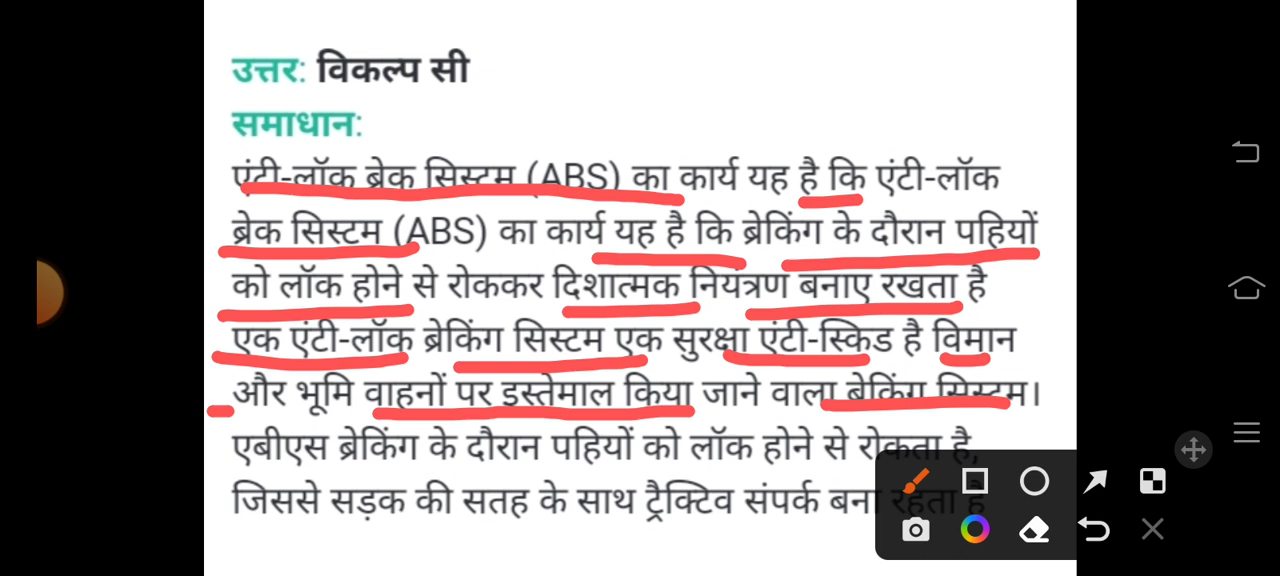 उत्तर: विकल्प सी
समाधान:
एंटी-लॉक ब्रेक सिस्टम (ABS) का कार्य यह है कि एंटी-लॉक
ब्रेक सिस्टम (ABS) का कार्य यह है कि ब्रेकिंग के दौरान पहियों
को लॉक होने से रोककर दिशात्मक नियत्रण बनाए रखता है
एक एंटी-लॉक ब्रेकिंग सिस्टम एक सुरक्षा एंटी-स्किड है विमान
और भूमि वाहनों पर इस्तेमाल किया जाने वाला ब्रेकिंग सिस्टम।
एबीएस ब्रेकिंग के दौरान पहियों को लॉक होने से रोकता है,
जिससे सड़क की सतह के साथ ट्रैक्टिव संपर्क बना रहता है